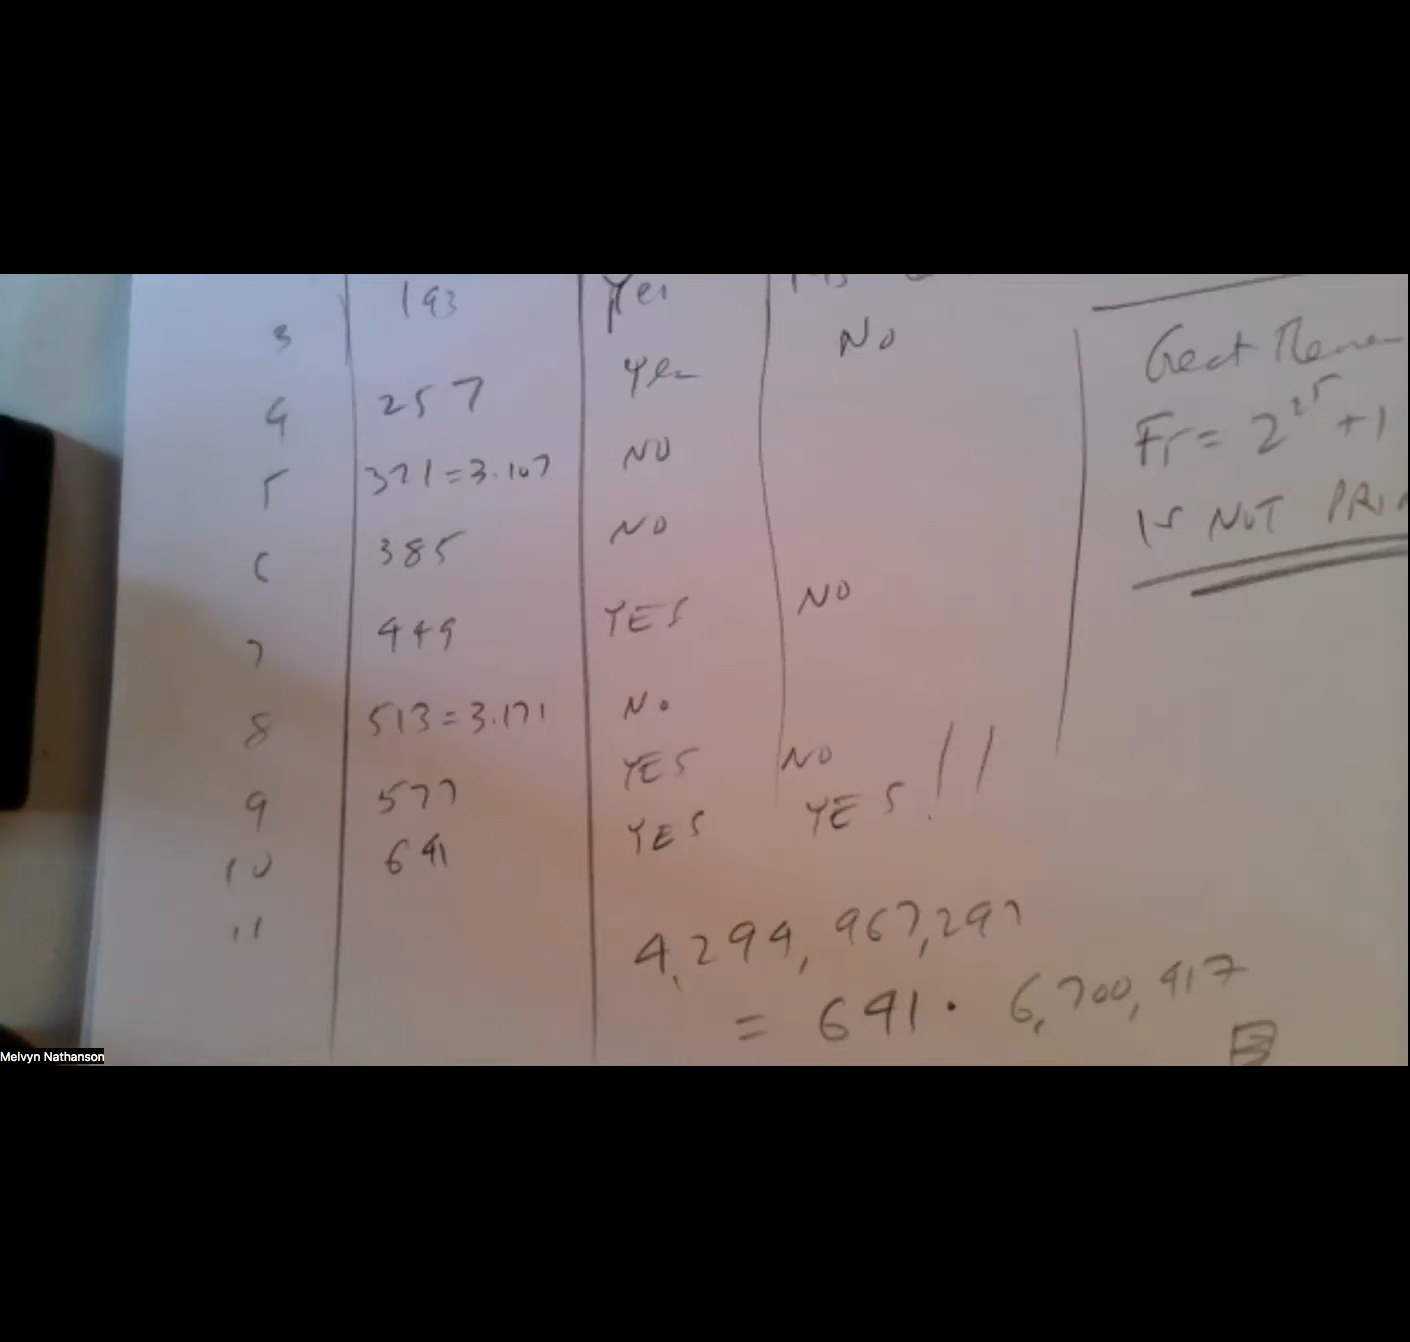 3 | 193 | Yes | No
4 | 257 | Yes
5 | 321=3.107 | NO
6 | 385 | NO
7 | 449 | YES | NO
8 | 513=3.171 | No
9 | 577 | YES | NO
10 | 641 | YES | YES!!
11
4,294,967,297
= 641 · 6,700,417
Great
F5 = 2^2^5 + 1
IS NOT PRI
Melvyn Nathanson